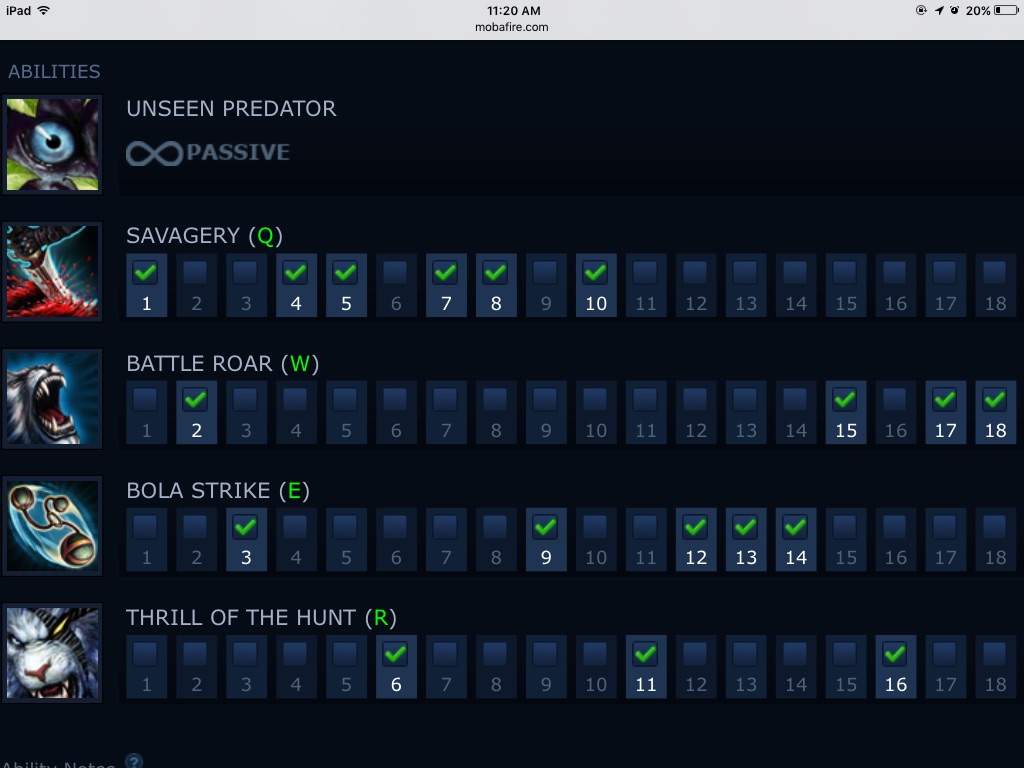 iPad 11:20 AM 20%
mobafire.com
ABILITIES
UNSEEN PREDATOR
PASSIVE
SAVAGERY (Q)
1 2 3 4 5 6 7 8 9 10 11 12 13 14 15 16 17 18
BATTLE ROAR (W)
1 2 3 4 5 6 7 8 9 10 11 12 13 14 15 16 17 18
BOLA STRIKE (E)
1 2 3 4 5 6 7 8 9 10 11 12 13 14 15 16 17 18
THRILL OF THE HUNT (R)
1 2 3 4 5 6 7 8 9 10 11 12 13 14 15 16 17 18
Ability Notes ?